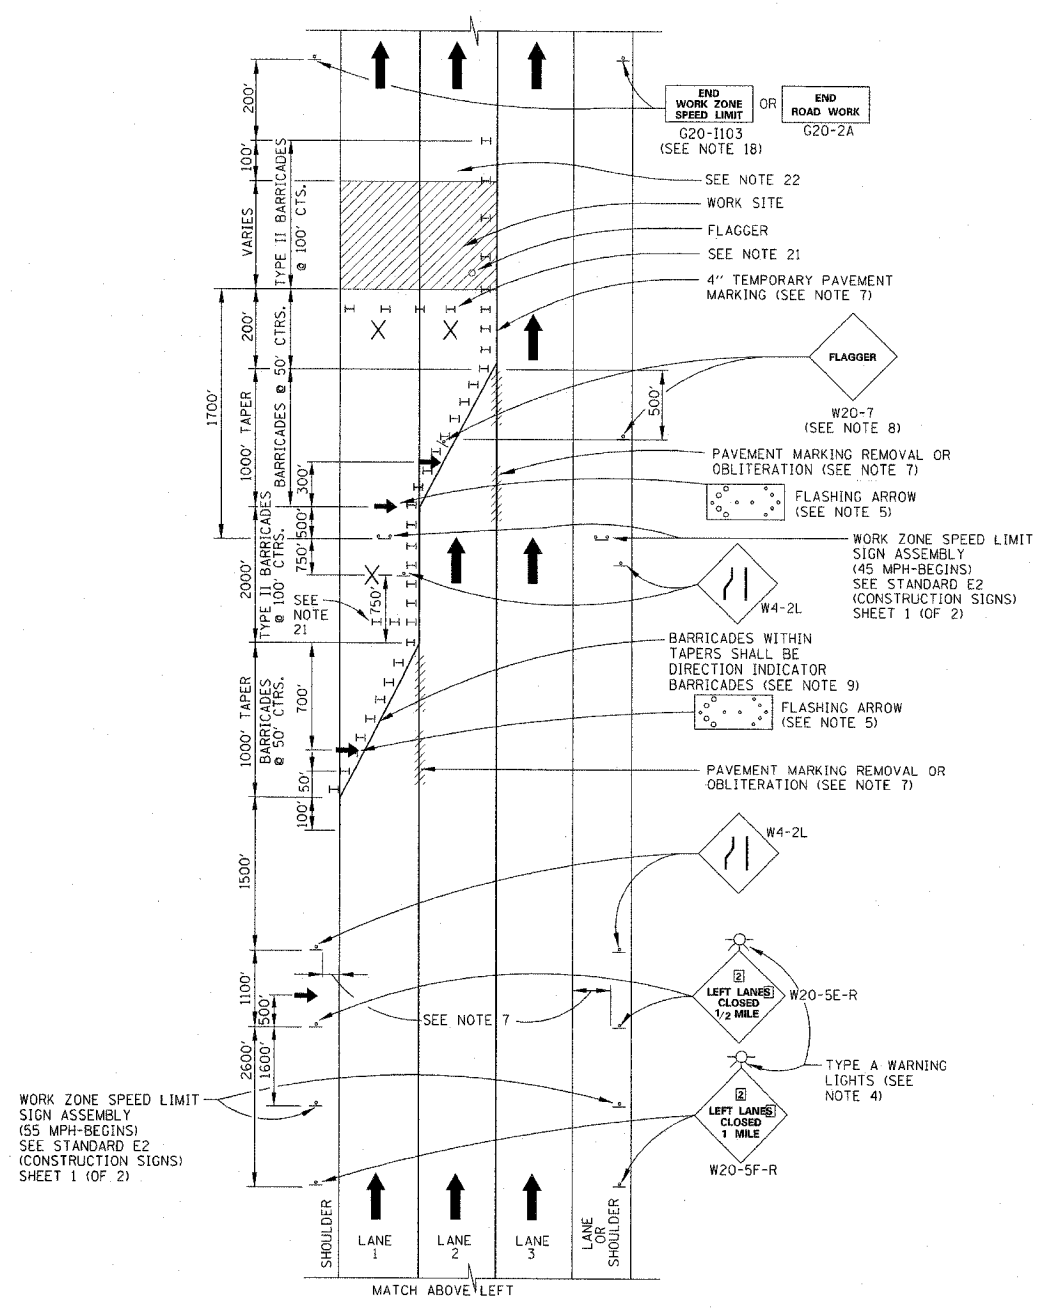 END
WORK ZONE
SPEED LIMIT
OR
END
ROAD WORK
G20-I103
(SEE NOTE 18)
G20-2A
200'
100'
VARIES
TYPE II BARRICADES
@ 100' CTS.
SEE NOTE 22
WORK SITE
FLAGGER
SEE NOTE 21
4" TEMPORARY PAVEMENT
MARKING (SEE NOTE 7)
200'
1700'
1000' TAPER
BARRICADES @ 50' CTRS.
FLAGGER
W20-7
(SEE NOTE 8)
500'
PAVEMENT MARKING REMOVAL OR
OBLITERATION (SEE NOTE 7)
300'
FLASHING ARROW
(SEE NOTE 5)
500'
750'
750'
2000'
TYPE II BARRICADES
@ 100' CTRS.
WORK ZONE SPEED LIMIT
SIGN ASSEMBLY
(45 MPH-BEGINS)
SEE STANDARD E2
(CONSTRUCTION SIGNS)
SHEET 1 (OF 2)
W4-2L
SEE
NOTE
21
BARRICADES WITHIN
TAPERS SHALL BE
DIRECTION INDICATOR
BARRICADES (SEE NOTE 9)
1000' TAPER
BARRICADES
@ 50' CTRS.
700'
FLASHING ARROW
(SEE NOTE 5)
50'
100'
PAVEMENT MARKING REMOVAL OR
OBLITERATION (SEE NOTE 7)
1500'
W4-2L
1100'
500'
SEE NOTE 7
2
LEFT LANES
CLOSED
1/2 MILE
W20-5E-R
2600'
1600'
TYPE A WARNING
LIGHTS (SEE
NOTE 4)
WORK ZONE SPEED LIMIT
SIGN ASSEMBLY
(55 MPH-BEGINS)
SEE STANDARD E2
(CONSTRUCTION SIGNS)
SHEET 1 (OF 2)
2
LEFT LANES
CLOSED
1 MILE
W20-5F-R
SHOULDER
LANE
1
LANE
2
LANE
3
LANE
OR
SHOULDER
MATCH ABOVE LEFT